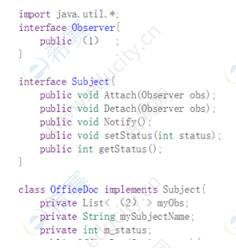 import java.util.*;
interface Observer{
public (1) ;
}
interface Subject{
public void Attach(Observer obs);
public void Detach(Observer obs);
public void Notify();
public void setStatus(int status);
public int getStatus();
}
class OfficeDoc implements Subject{
private List< (2) > myObs;
private String mySubjectName;
private int m_status;